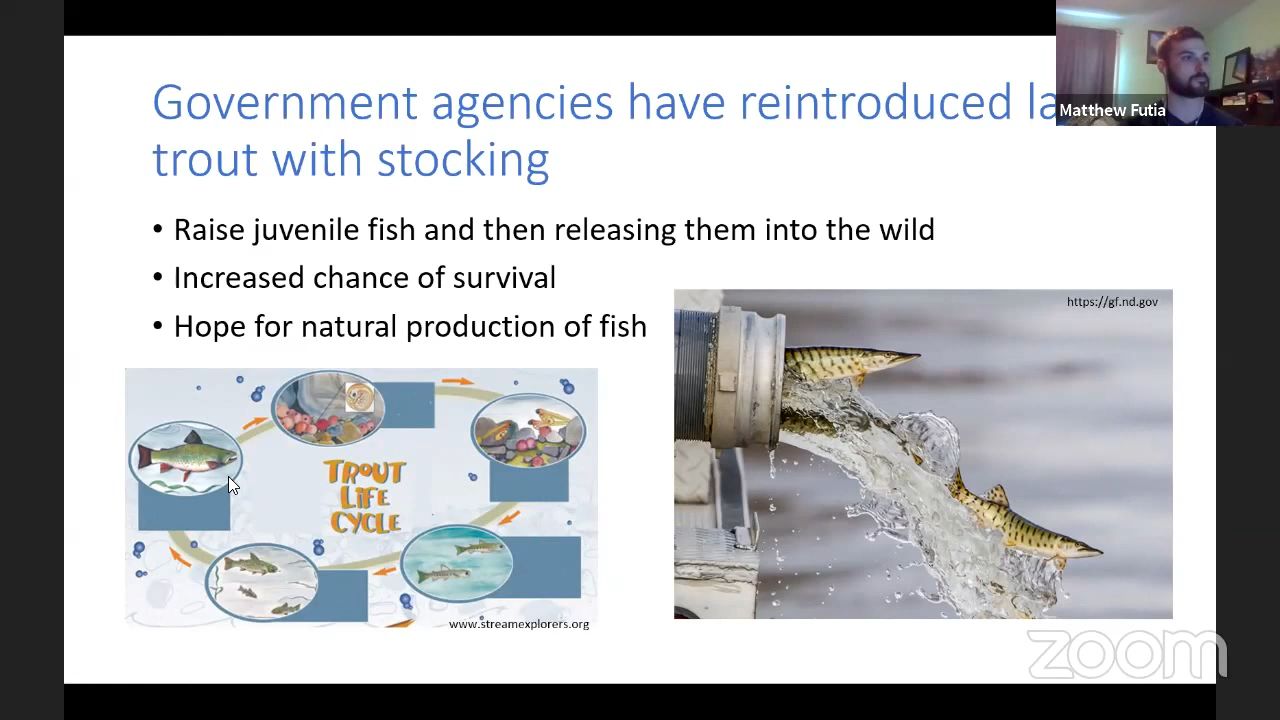 Government agencies have reintroduced la
trout with stocking
Matthew Futia
• Raise juvenile fish and then releasing them into the wild
• Increased chance of survival
• Hope for natural production of fish
https://gf.nd.gov
TROUT
LIFE
CYCLE
www.streamexplorers.org
zoom